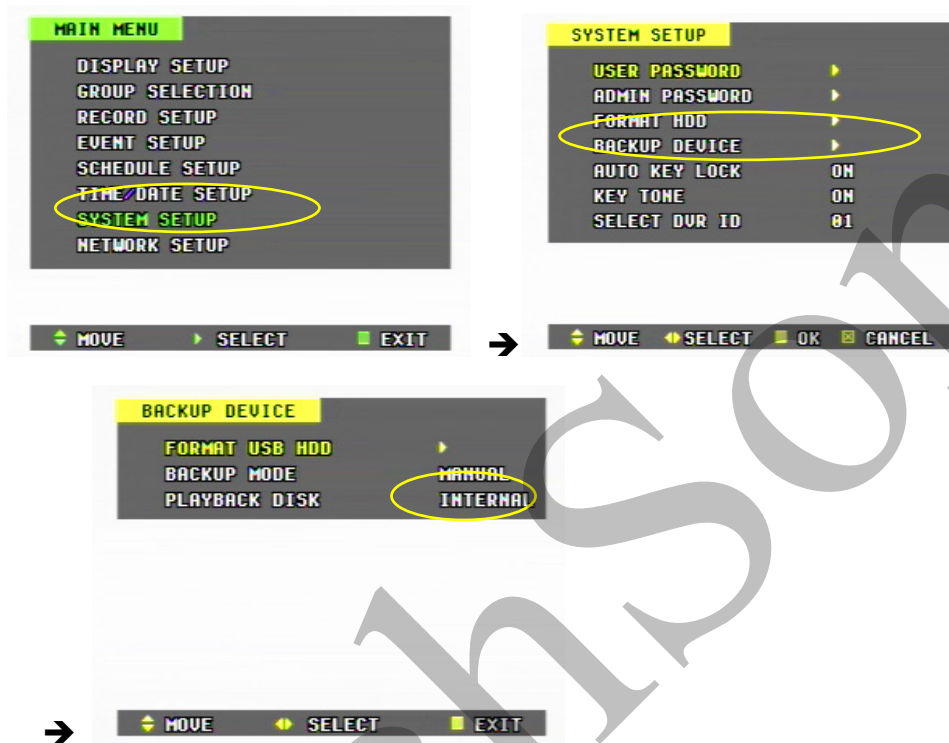 MAIN MENU
DISPLAY SETUP
GROUP SELECTION
RECORD SETUP
EVENT SETUP
SCHEDULE SETUP
TIME/DATE SETUP
SYSTEM SETUP
NETWORK SETUP
MOVE SELECT EXIT
SYSTEM SETUP
USER PASSWORD
ADMIN PASSWORD
FORMAT HDD
BACKUP DEVICE
AUTO KEY LOCK ON
KEY TONE ON
SELECT DVR ID 01
MOVE SELECT OK CANCEL
BACKUP DEVICE
FORMAT USB HDD
BACKUP MODE MANUAL
PLAYBACK DISK INTERNAL
MOVE SELECT EXIT